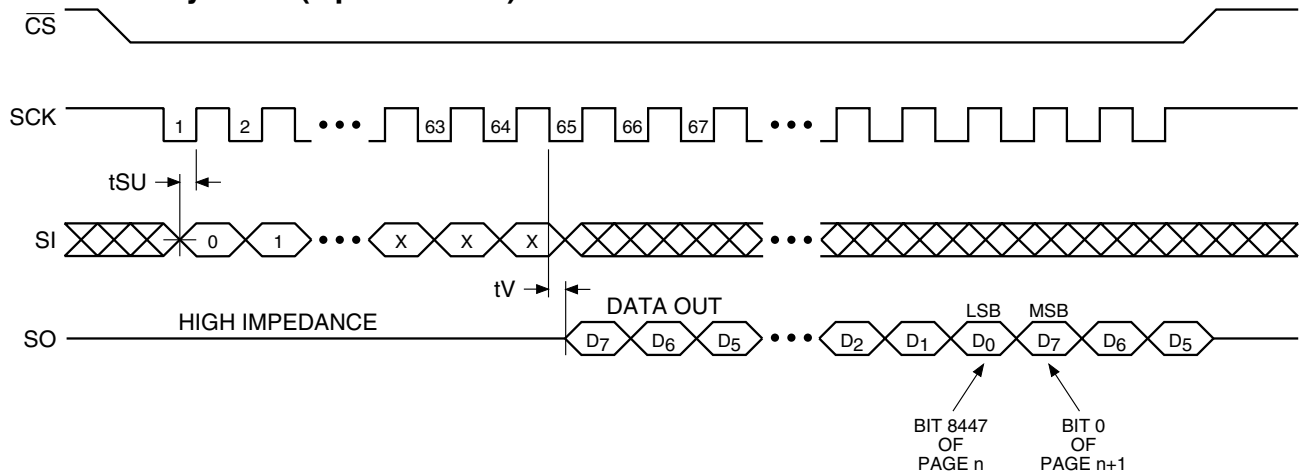 CS
SCK 1 2 ••• 63 64 65 66 67 •••
tSU
SI 0 1 ••• X X X •••
tV
DATA OUT
HIGH IMPEDANCE
LSB MSB
SO D7 D6 D5 ••• D2 D1 D0 D7 D6 D5
BIT 8447 BIT 0
OF OF
PAGE n PAGE n+1